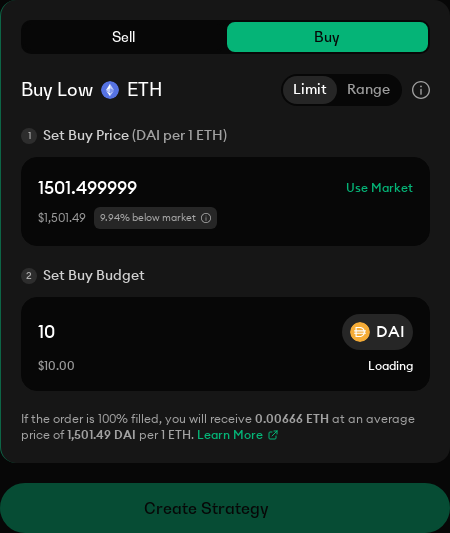 Sell Buy
Buy Low ETH Limit Range
1 Set Buy Price (DAI per 1 ETH)
1501.499999 Use Market
$1,501.49 9.94% below market
2 Set Buy Budget
10 DAI
$10.00 Loading
If the order is 100% filled, you will receive 0.00666 ETH at an average
price of 1,501.49 DAI per 1 ETH. Learn More
Create Strategy